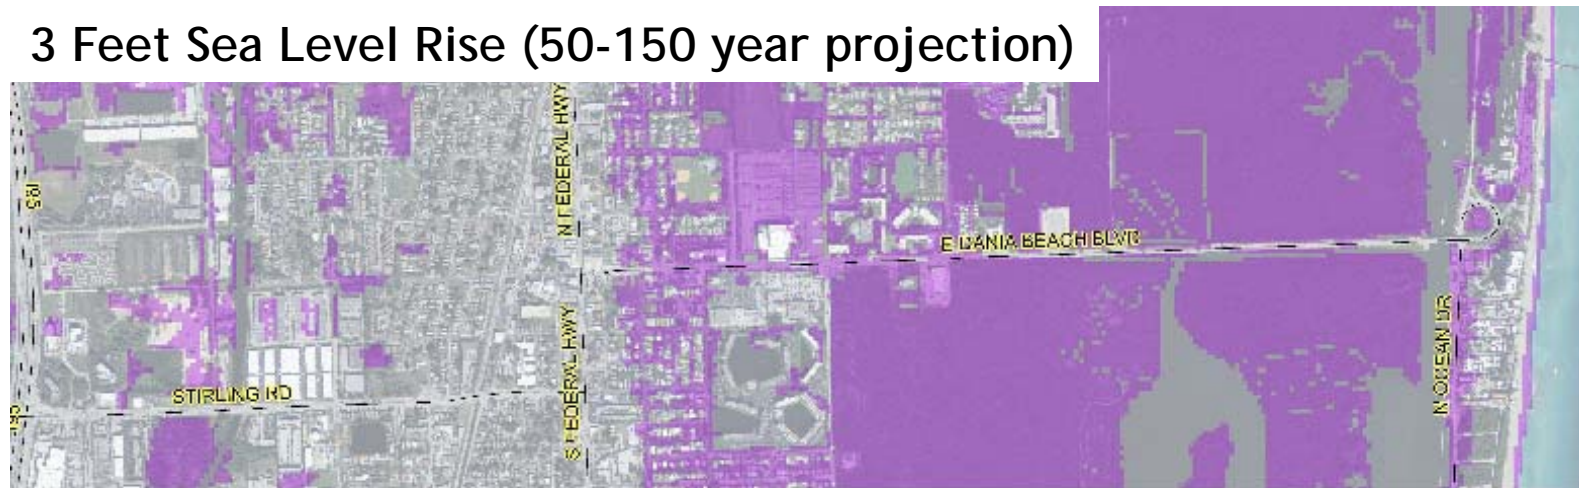 3 Feet Sea Level Rise (50-150 year projection)
N FEDERAL HWY
I95
E DANIA BEACH BLVD
N OCEAN DR
S FEDERAL HWY
STIRLING RD